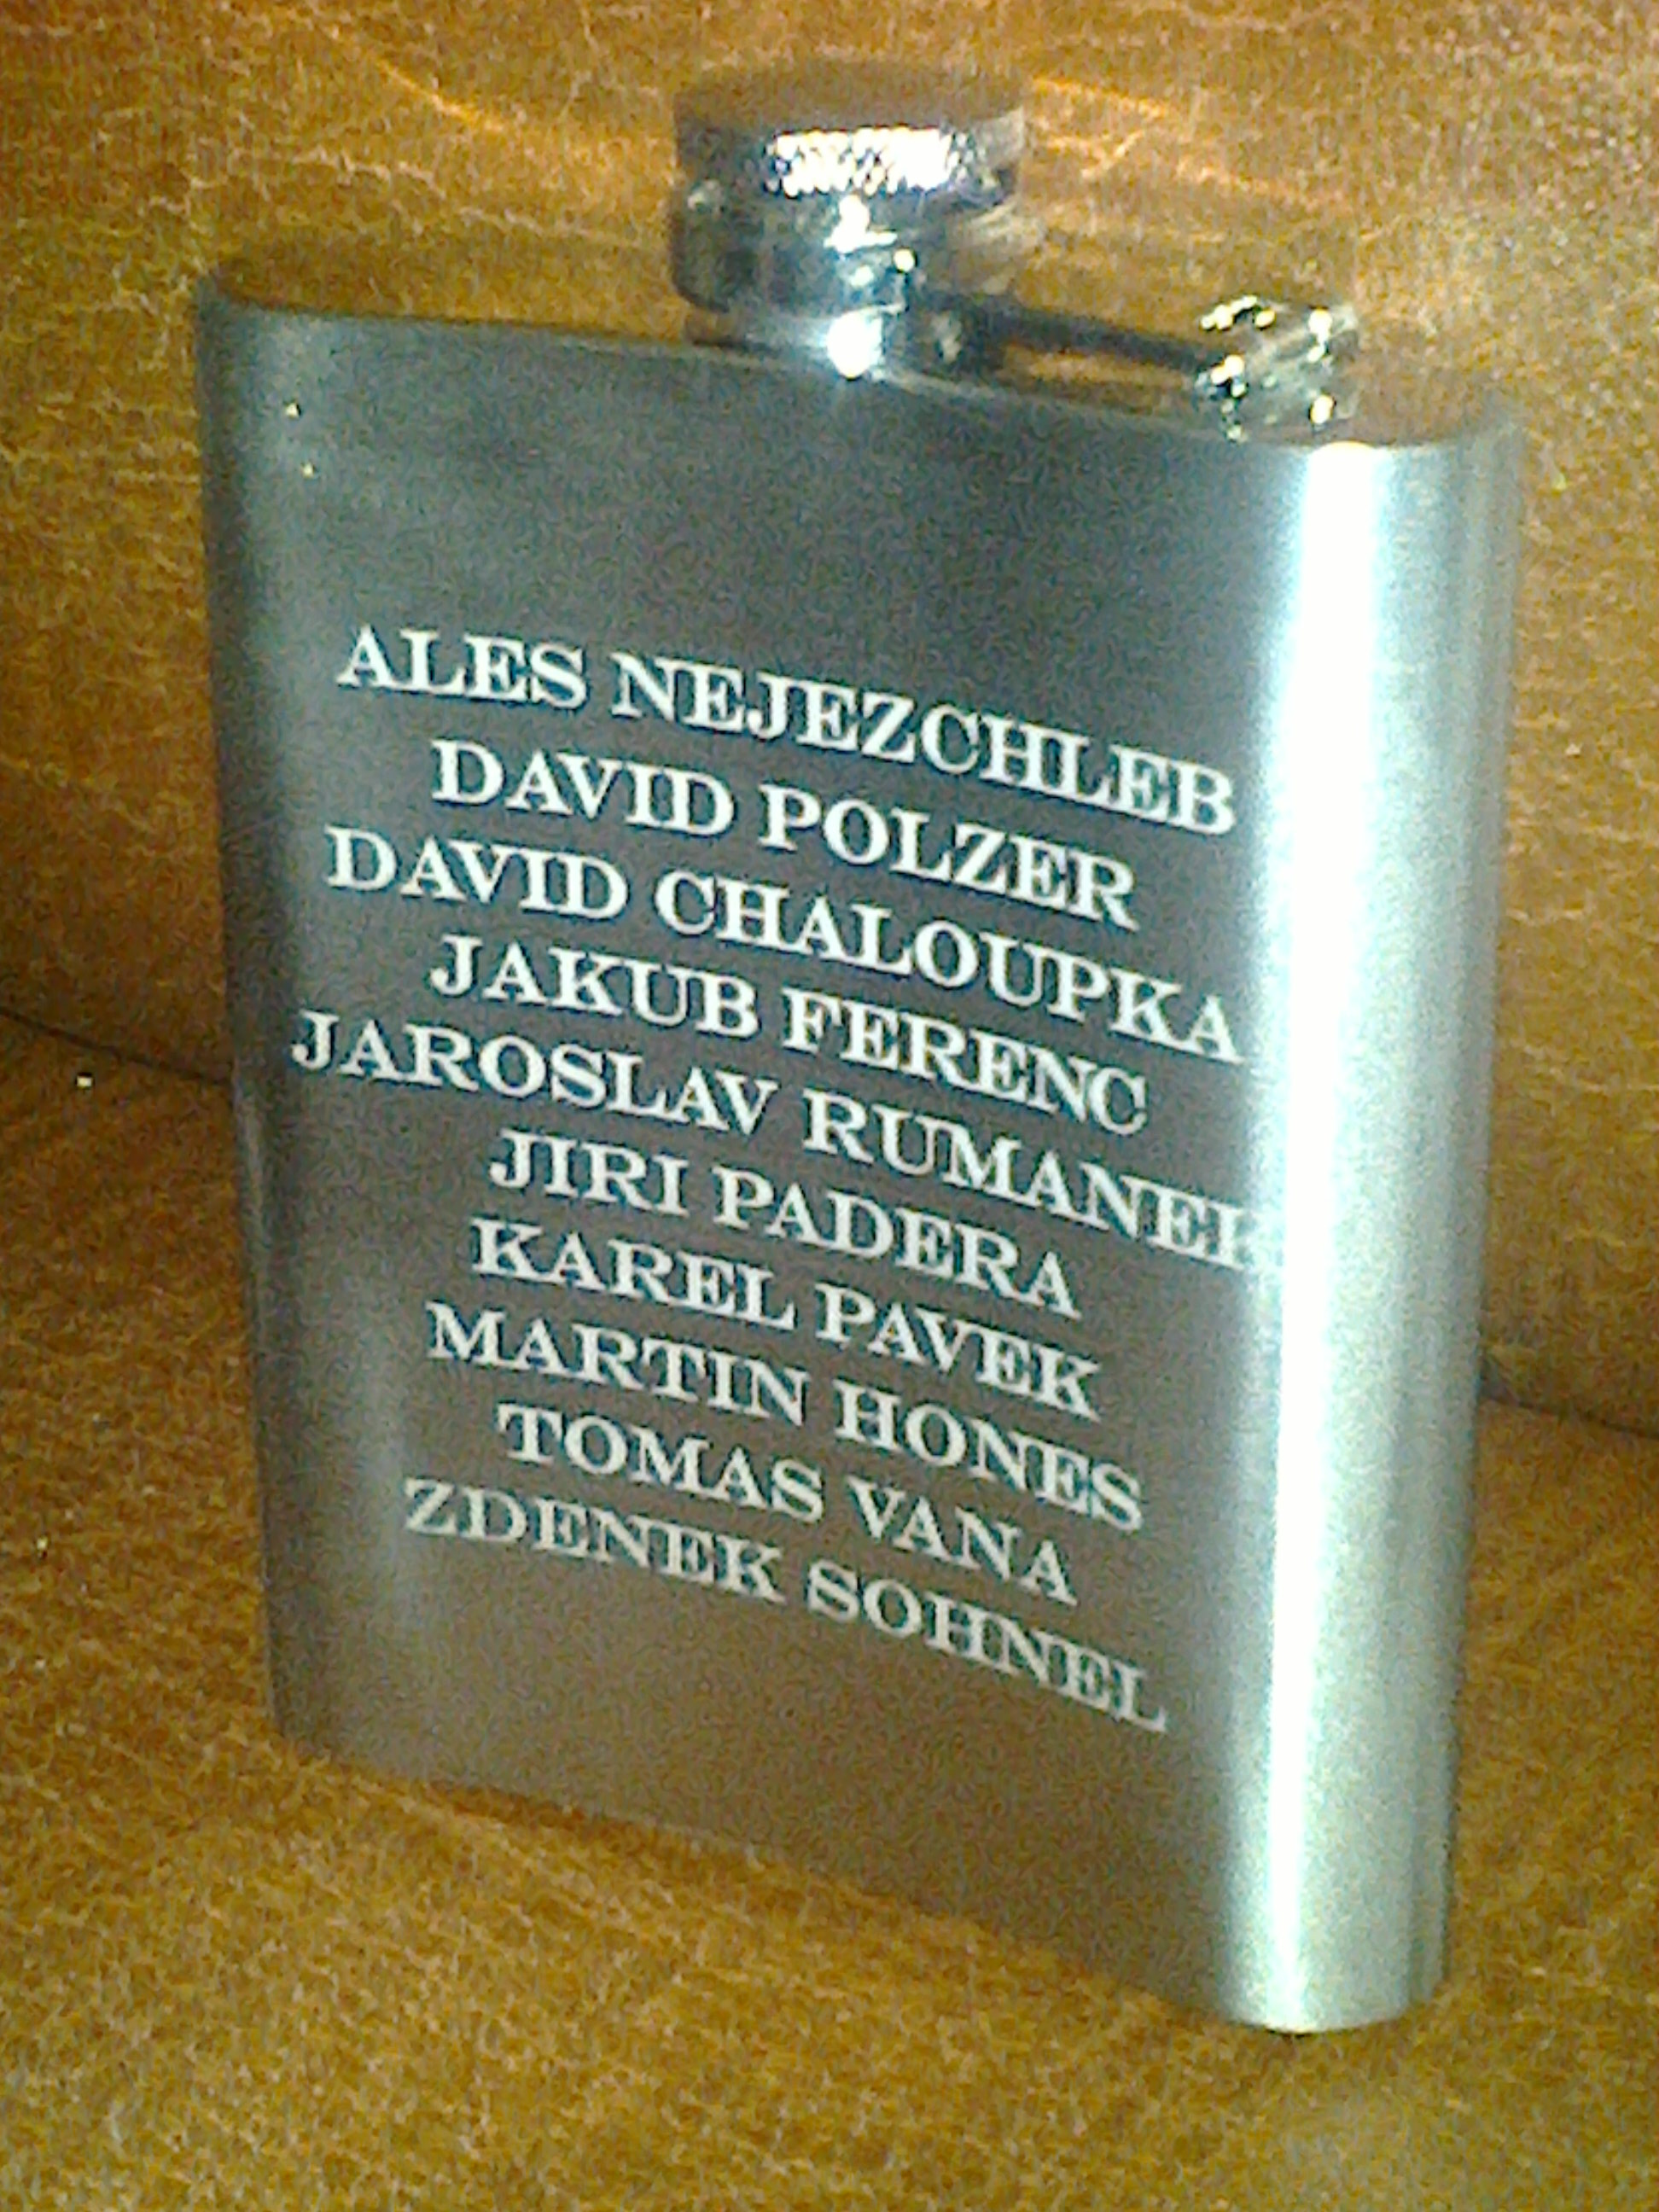 ALES NEJEZCHLEB
DAVID POLZER
DAVID CHALOUPKA
JAKUB FERENC
JAROSLAV RUMANEK
JIRI PADERA
KAREL PAVEK
MARTIN HONES
TOMAS VANA
ZDENEK SOHNEL